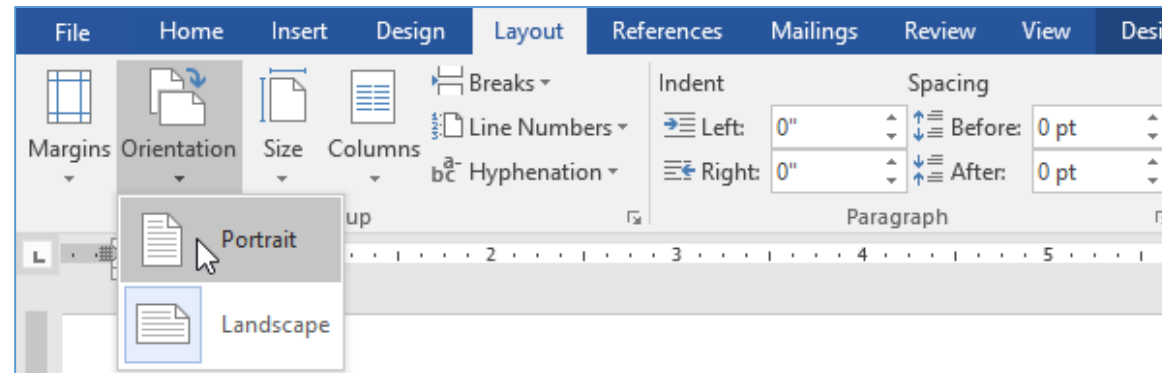 File Home Insert Design Layout References Mailings Review View Desi
Breaks Indent Spacing
Line Numbers Left: 0" Before: 0 pt
Margins Orientation Size Columns
Hyphenation Right: 0" After: 0 pt
up Paragraph
Portrait
L 2 3 4 5
Landscape